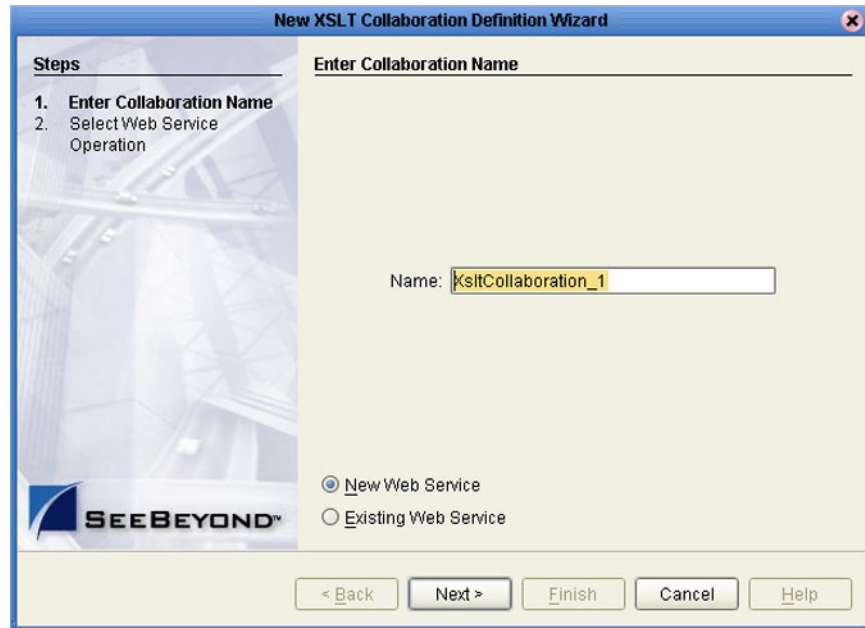 New XSLT Collaboration Definition Wizard
Steps
1. Enter Collaboration Name
2. Select Web Service
Operation
SEEBEYOND™
Enter Collaboration Name
Name: XsltCollaboration_1
New Web Service
Existing Web Service
< Back Next > Finish Cancel Help